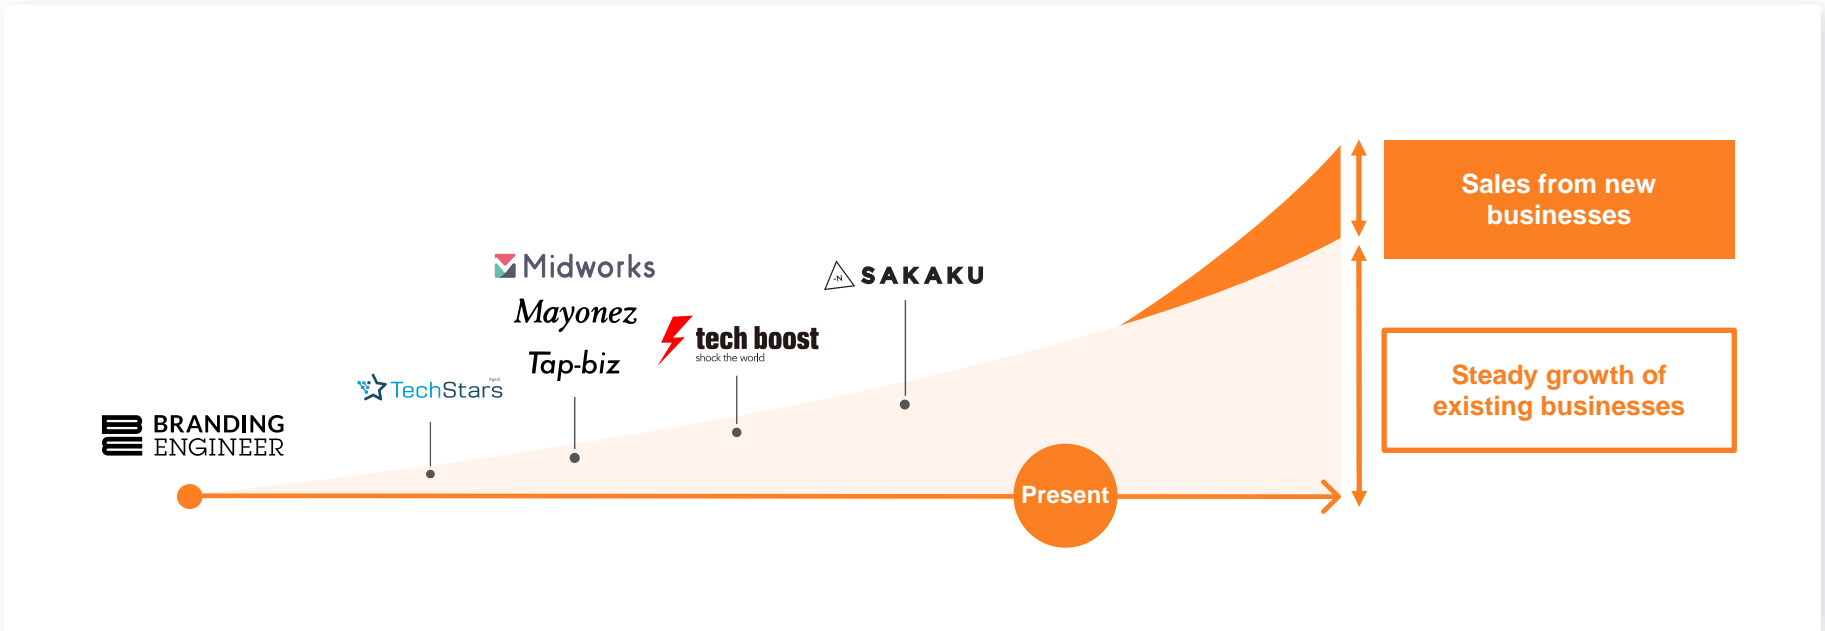 BRANDING
ENGINEER
Agent
TechStars
Midworks
Mayonez
Tap-biz
tech boost
shock the world
-N
SAKAKU
Present
Sales from new
businesses
Steady growth of
existing businesses